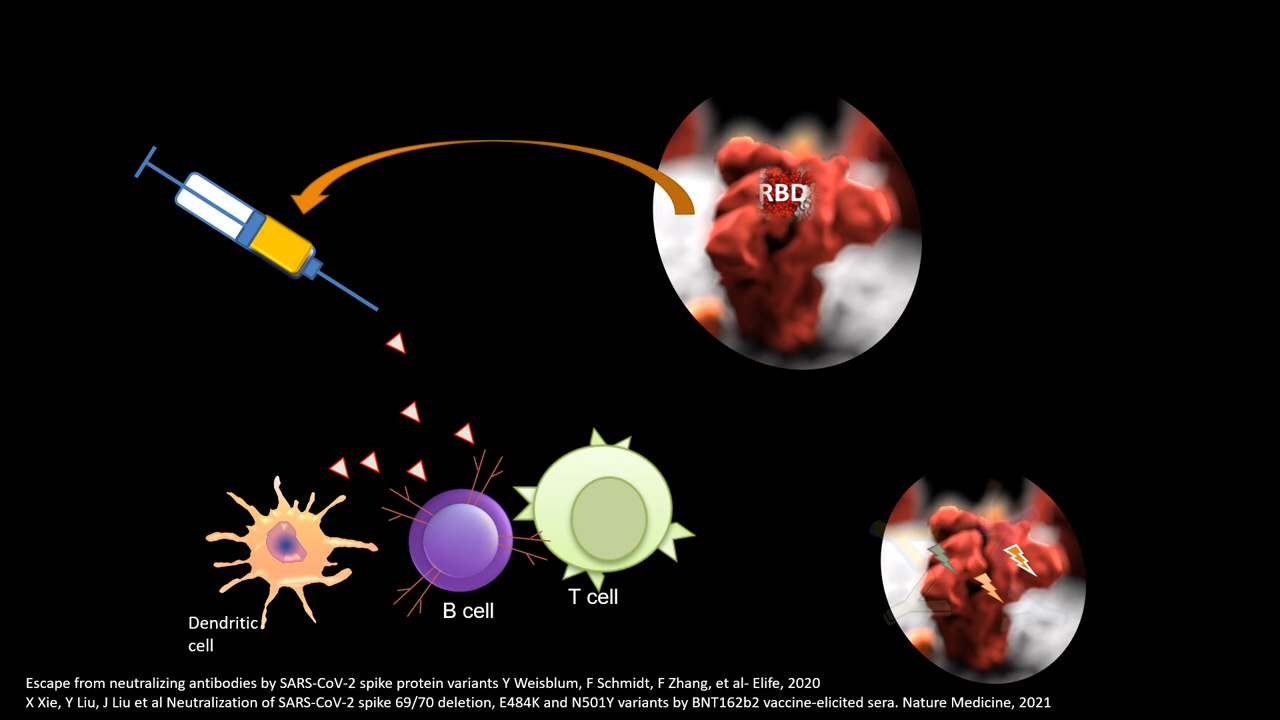 RBD
T cell
B cell
Dendritic
cell
Escape from neutralizing antibodies by SARS-CoV-2 spike protein variants Y Weisblum, F Schmidt, F Zhang, et al- Elife, 2020
X Xie, Y Liu, J Liu et al Neutralization of SARS-CoV-2 spike 69/70 deletion, E484K and N501Y variants by BNT162b2 vaccine-elicited sera. Nature Medicine, 2021